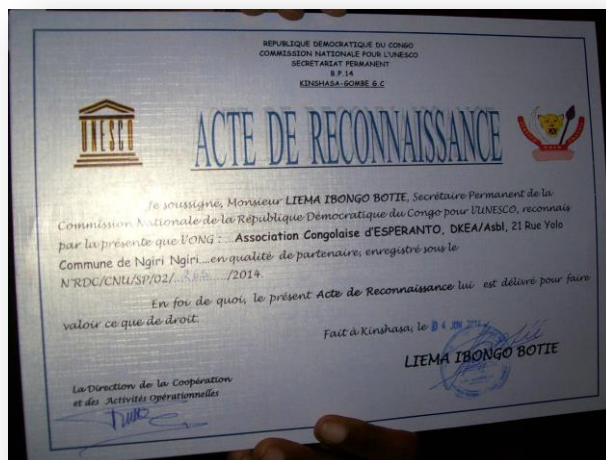 REPUBLIQUE DEMOCRATIQUE DU CONGO
COMMISSION NATIONALE POUR L'UNESCO
SECRETARIAT PERMANENT
B.P.14
KINSHASA-GOMBE 6.C
UNESCO
ACTE DE RECONNAISSANCE
Je soussigne, Monsieur LIEMA IBONGO BOTIE, Secrétaire Permanent de la
Commission Nationale de la République Démocratique du Congo pour l'UNESCO, reconnais
par la présente que l'ONG :... Association Congolaise d'ESPERANTO, DKEA/Asbl, 21 Rue Yolo
Commune de Ngiri Ngiri....en qualité de partenaire, enregistré sous le
N°RDC/CNU/SP/02/ /2014.
En foi de quoi, le présent Acte de Reconnaissance lui est délivré pour faire
valoir ce que de droit.
Fait à Kinshasa, le 04 JUN
LIEMA IBONGO BOTIE
La Direction de la Coopération
et des Activités Opérationnelles